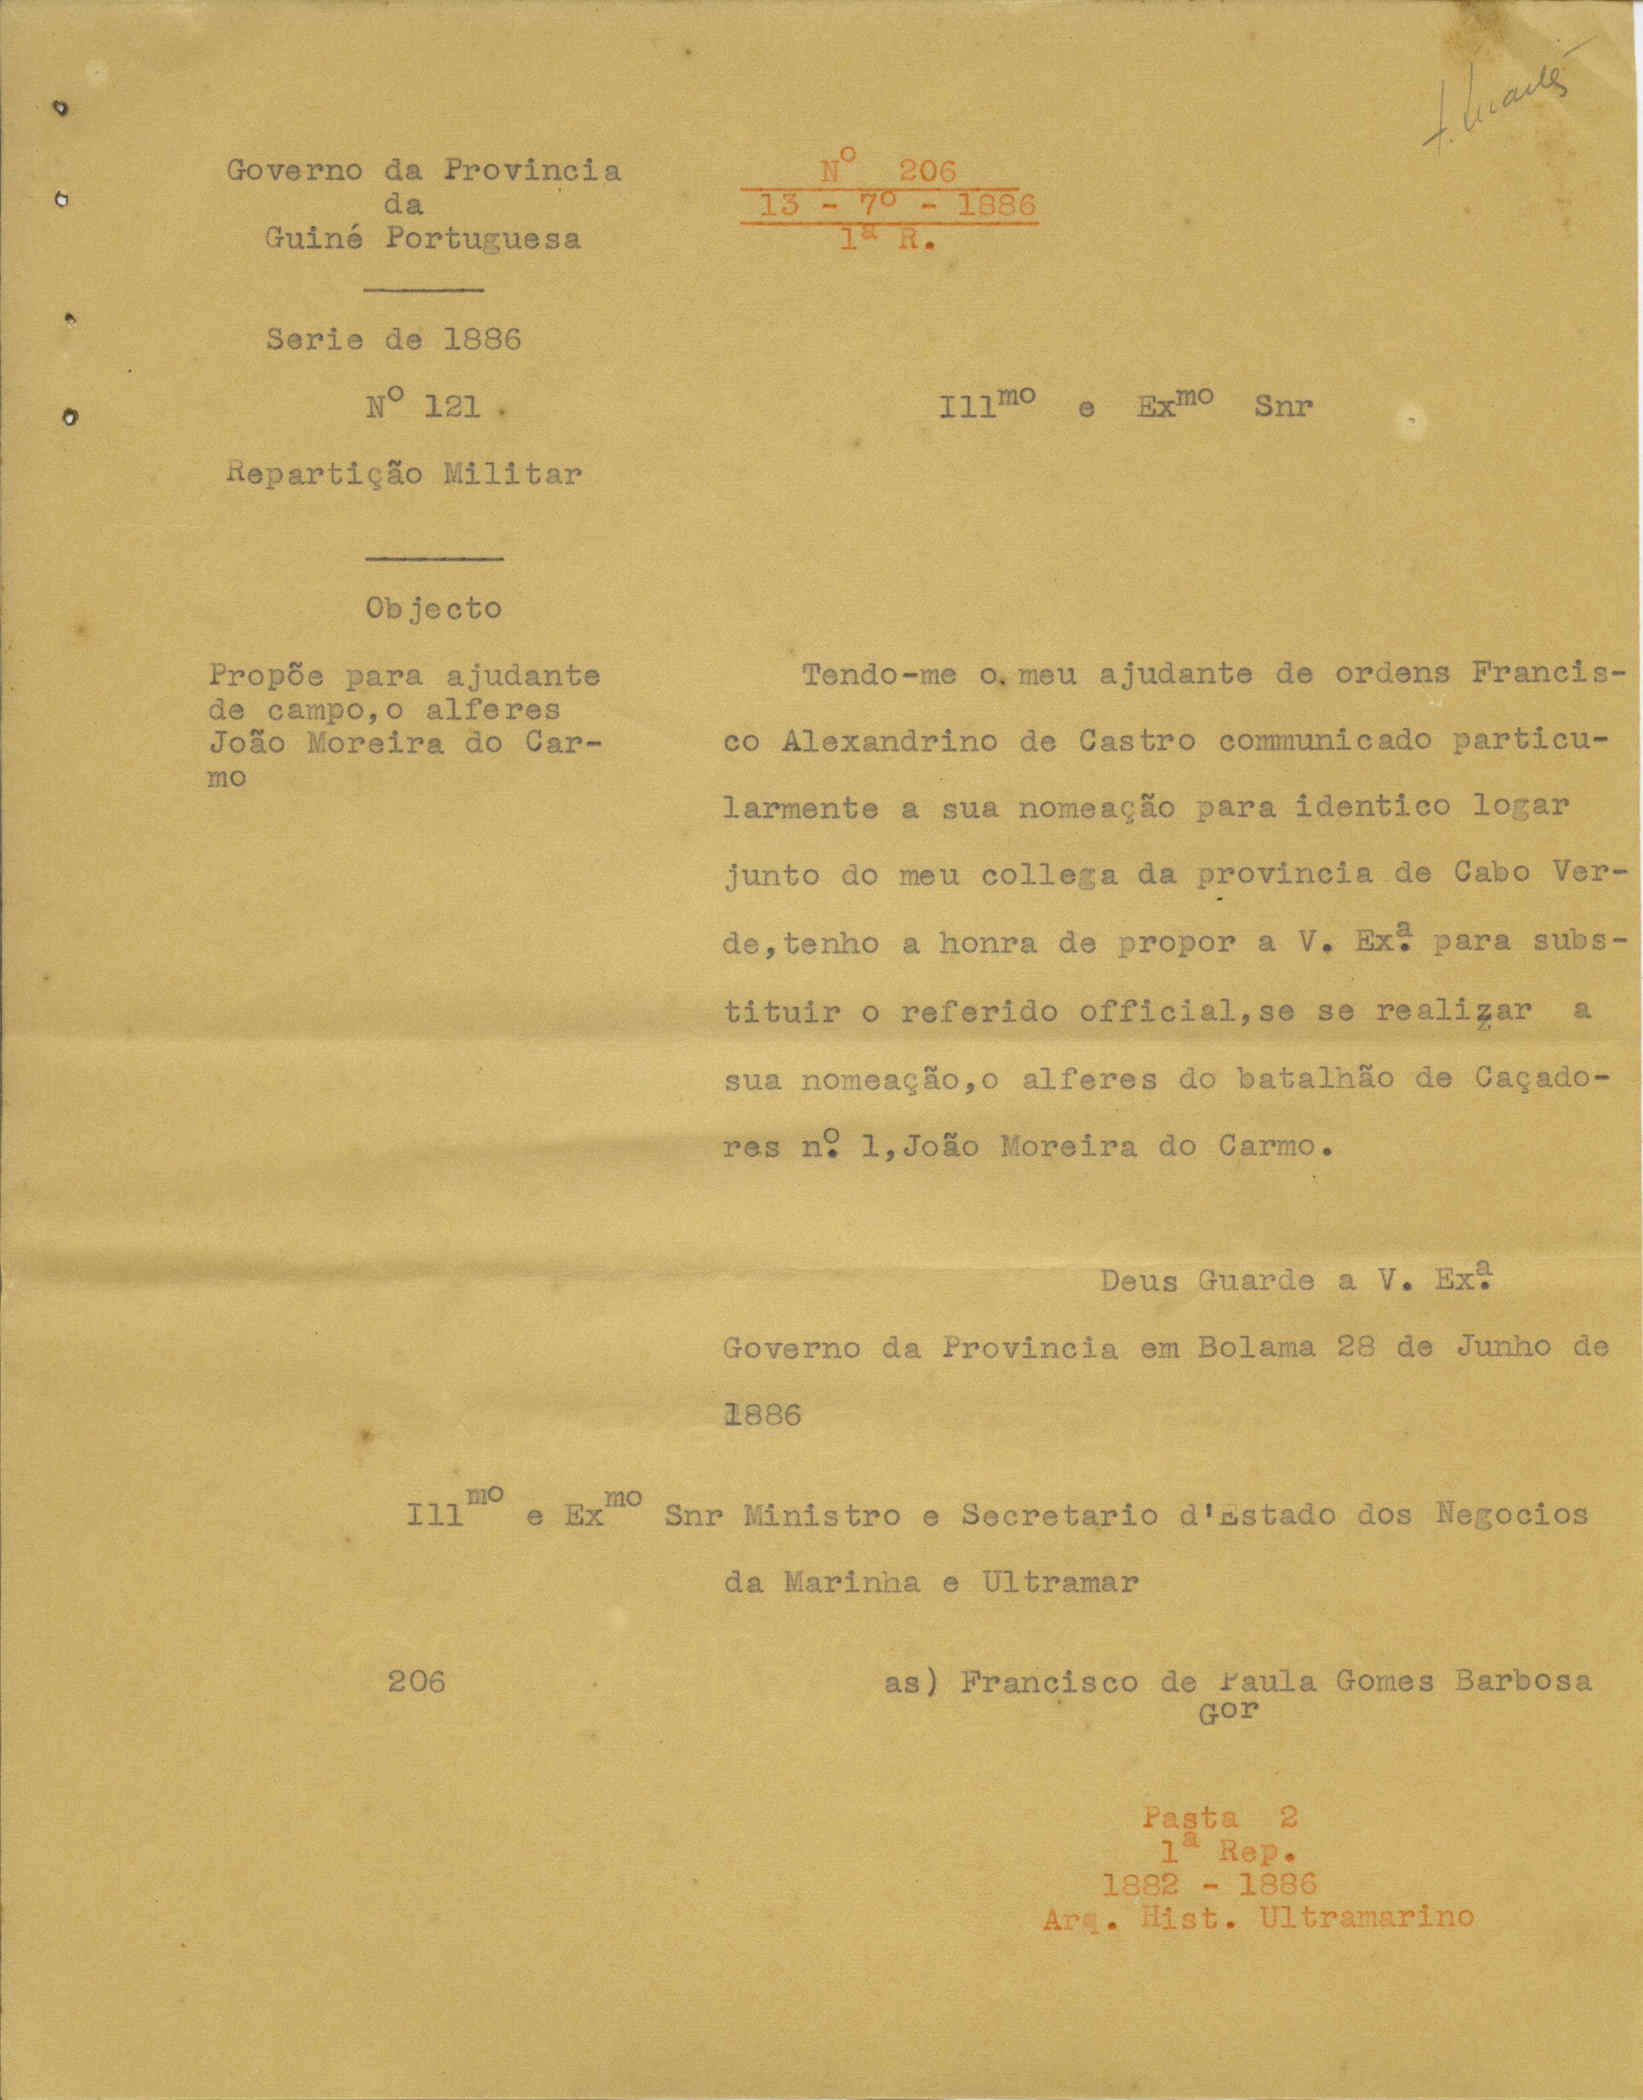 Governo da Provincia
da
Guiné Portuguesa
Nº 206
13 - 7º - 1886
1ª R.
Serie de 1886
Nº 121
Illmo e Exmo Snr
Repartição Militar
Objecto
Propõe para ajudante
de campo,o alferes
João Moreira do Car-
mo
Tendo-me o meu ajudante de ordens Francis-
co Alexandrino de Castro communicado particu-
larmente a sua nomeação para identico logar
junto do meu collega da provincia de Cabo Ver-
de,tenho a honra de propor a V. Ex.ª para subs-
tituir o referido official,se se realizar a
sua nomeação,o alferes do batalhão de Caçado-
res n.º 1,João Moreira do Carmo.
Deus Guarde a V. Ex.ª
Governo da Provincia em Bolama 28 de Junho de
1886
Illmo e Exmo Snr Ministro e Secretario d'Estado dos Negocios
da Marinha e Ultramar
206
as) Francisco de Paula Gomes Barbosa
Gor
Pasta 2
1ª Rep.
1882 - 1886
Arq. Hist. Ultramarino